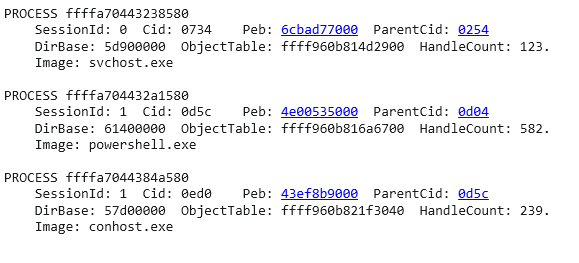 PROCESS ffffa70443238580
SessionId: 0 Cid: 0734 Peb: 6cbad77000 ParentCid: 0254
DirBase: 5d900000 ObjectTable: ffff960b814d2900 HandleCount: 123.
Image: svchost.exe
PROCESS ffffa704432a1580
SessionId: 1 Cid: 0d5c Peb: 4e00535000 ParentCid: 0d04
DirBase: 61400000 ObjectTable: ffff960b816a6700 HandleCount: 582.
Image: powershell.exe
PROCESS ffffa7044384a580
SessionId: 1 Cid: 0ed0 Peb: 43ef8b9000 ParentCid: 0d5c
DirBase: 57d00000 ObjectTable: ffff960b821f3040 HandleCount: 239.
Image: conhost.exe